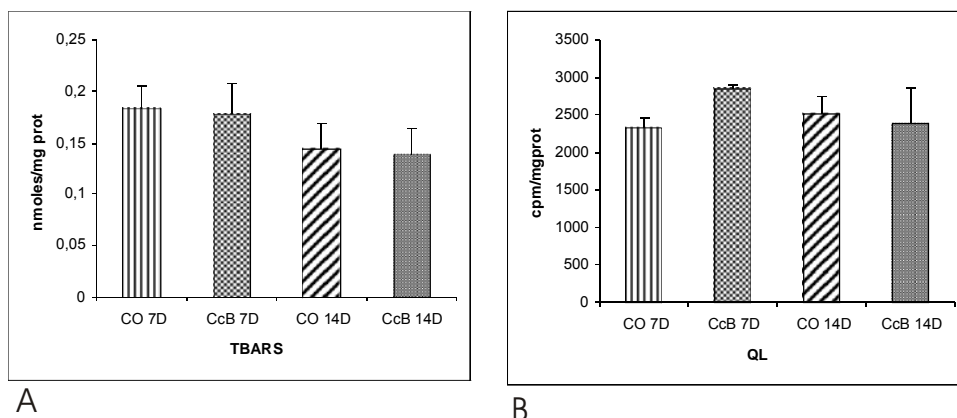 0,25
0,2
0,15
0,1
0,05
0
nmoles/mg prot
CO 7D CcB 7D CO 14D CcB 14D
TBARS
A
3500
3000
2500
2000
1500
1000
500
0
cpm/mgprot
CO 7D CcB 7D CO 14D CcB 14D
QL
B